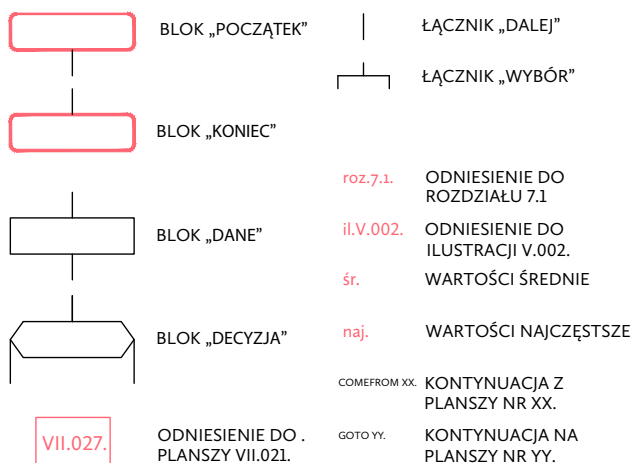 BLOK „POCZĄTEK”
BLOK „KONIEC”
BLOK „DANE”
BLOK „DECYZJA”
VII.027.
ODNIESIENIE DO .
PLANSZY VII.021.
ŁĄCZNIK „DALEJ”
ŁĄCZNIK „WYBÓR”
roz.7.1.
ODNIESIENIE DO
ROZDZIAŁU 7.1
il.V.002.
ODNIESIENIE DO
ILUSTRACJI V.002.
śr.
WARTOŚCI ŚREDNIE
naj.
WARTOŚCI NAJCZĘSTSZE
COMEFROM XX.
KONTYNUACJA Z
PLANSZY NR XX.
GOTO YY.
KONTYNUACJA NA
PLANSZY NR YY.